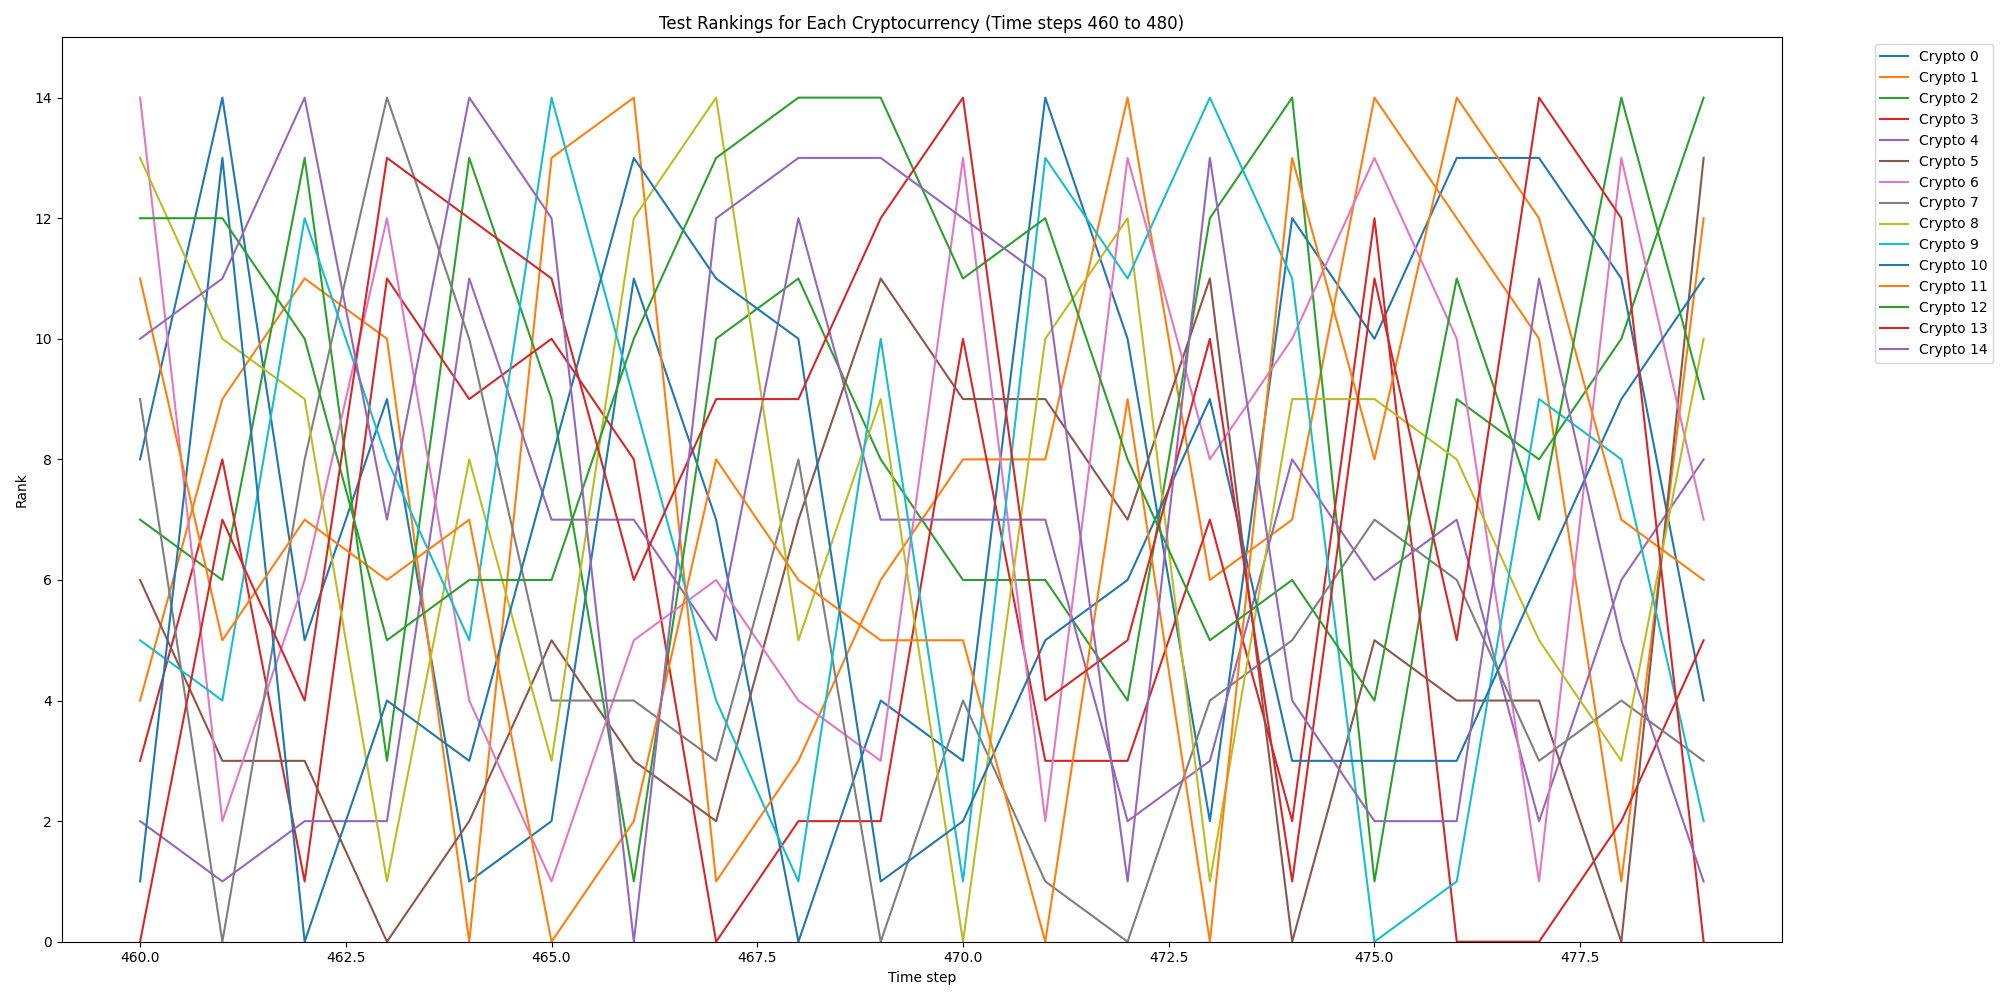 Test Rankings for Each Cryptocurrency (Time steps 460 to 480)
Rank
14
12
10
8
6
4
2
0
460.0 462.5 465.0 467.5 470.0 472.5 475.0 477.5
Time step
Crypto 0
Crypto 1
Crypto 2
Crypto 3
Crypto 4
Crypto 5
Crypto 6
Crypto 7
Crypto 8
Crypto 9
Crypto 10
Crypto 11
Crypto 12
Crypto 13
Crypto 14